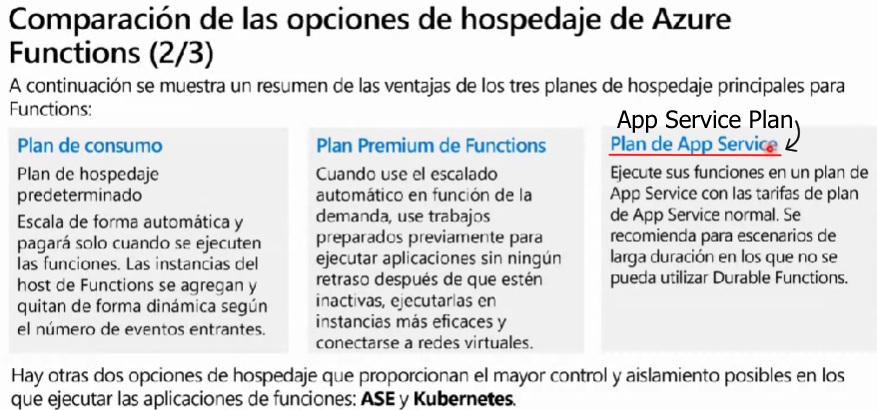 Comparación de las opciones de hospedaje de Azure
Functions (2/3)
A continuación se muestra un resumen de las ventajas de los tres planes de hospedaje principales para
Functions:
Plan de consumo
Plan de hospedaje
predeterminado
Escala de forma automática y
pagará solo cuando se ejecuten
las funciones. Las instancias del
host de Functions se agregan y
quitan de forma dinámica según
el número de eventos entrantes.
Plan Premium de Functions
Cuando use el escalado
automático en función de la
demanda, use trabajos
preparados previamente para
ejecutar aplicaciones sin ningún
retraso después de que estén
inactivas, ejecutarlas en
instancias más eficaces y
conectarse a redes virtuales.
App Service Plan
Plan de App Service
Ejecute sus funciones en un plan de
App Service con las tarifas de plan
de App Service normal. Se
recomienda para escenarios de
larga duración en los que no se
pueda utilizar Durable Functions.
Hay otras dos opciones de hospedaje que proporcionan el mayor control y aislamiento posibles en los
que ejecutar las aplicaciones de funciones: ASE y Kubernetes.